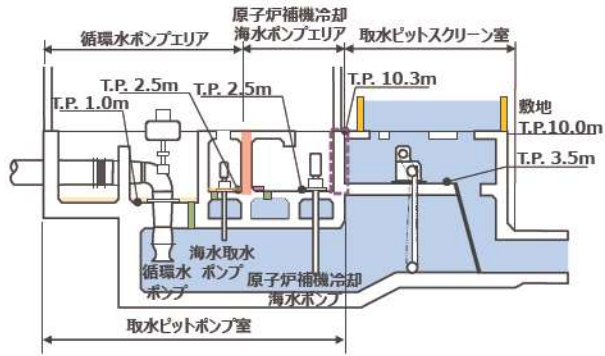 循環水ポンプエリア
原子炉補機冷却
海水ポンプエリア
取水ピットスクリーン室
T.P. 2.5m
T.P. 2.5m
T.P. 10.3m
T.P. 1.0m
敷地
T.P.10.0m
T.P. 3.5m
海水取水
ポンプ
循環水
ポンプ
原子炉補機冷却
海水ポンプ
取水ピットポンプ室